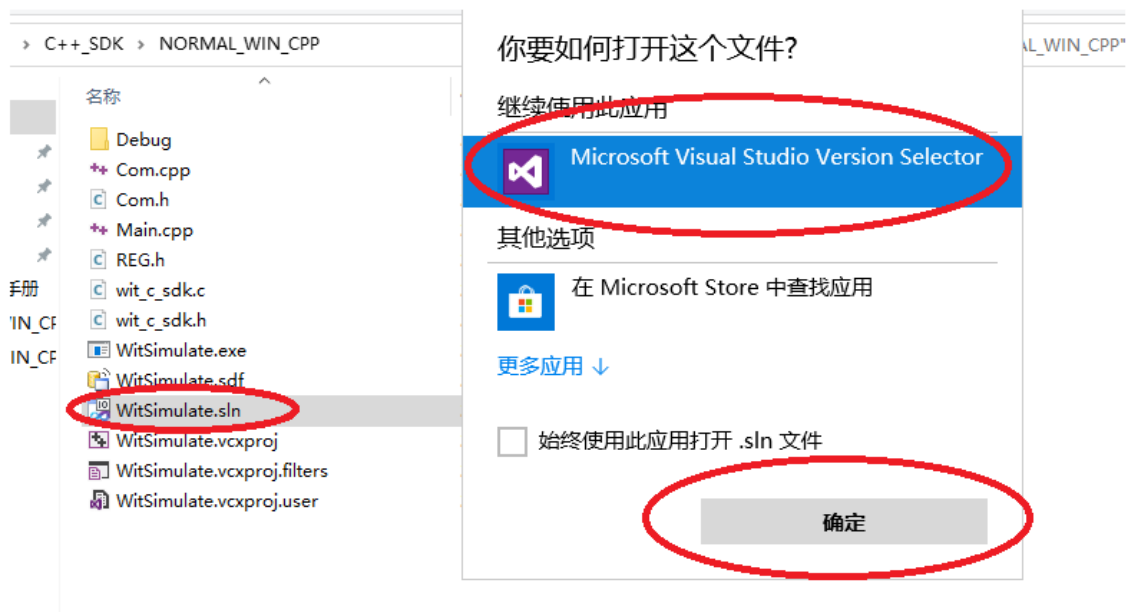 › C++_SDK › NORMAL_WIN_CPP
名称
Debug
Com.cpp
Com.h
Main.cpp
REG.h
wit_c_sdk.c
wit_c_sdk.h
WitSimulate.exe
WitSimulate.sdf
WitSimulate.sln
WitSimulate.vcxproj
WitSimulate.vcxproj.filters
WitSimulate.vcxproj.user
手册
IN_CP
你要如何打开这个文件?
继续使用此应用
Microsoft Visual Studio Version Selector
其他选项
在 Microsoft Store 中查找应用
更多应用 ↓
始终使用此应用打开 .sln 文件
确定
L_WIN_CPP"